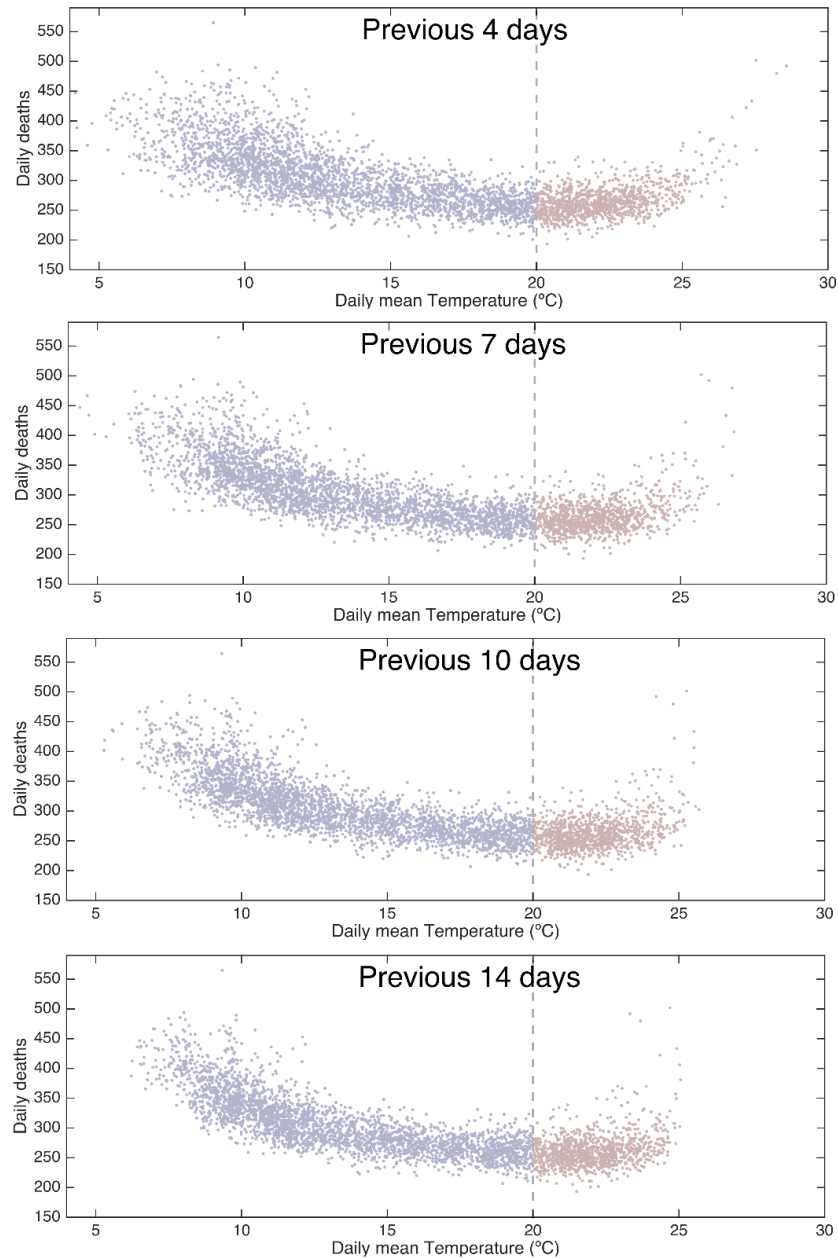 Previous 4 days
Daily deaths
550
500
450
400
350
300
250
200
150
5 10 15 20 25 30
Daily mean Temperature (ºC)
Previous 7 days
Daily deaths
550
500
450
400
350
300
250
200
150
5 10 15 20 25 30
Daily mean Temperature (ºC)
Previous 10 days
Daily deaths
550
500
450
400
350
300
250
200
150
5 10 15 20 25 30
Daily mean Temperature (ºC)
Previous 14 days
Daily deaths
550
500
450
400
350
300
250
200
150
5 10 15 20 25 30
Daily mean Temperature (ºC)